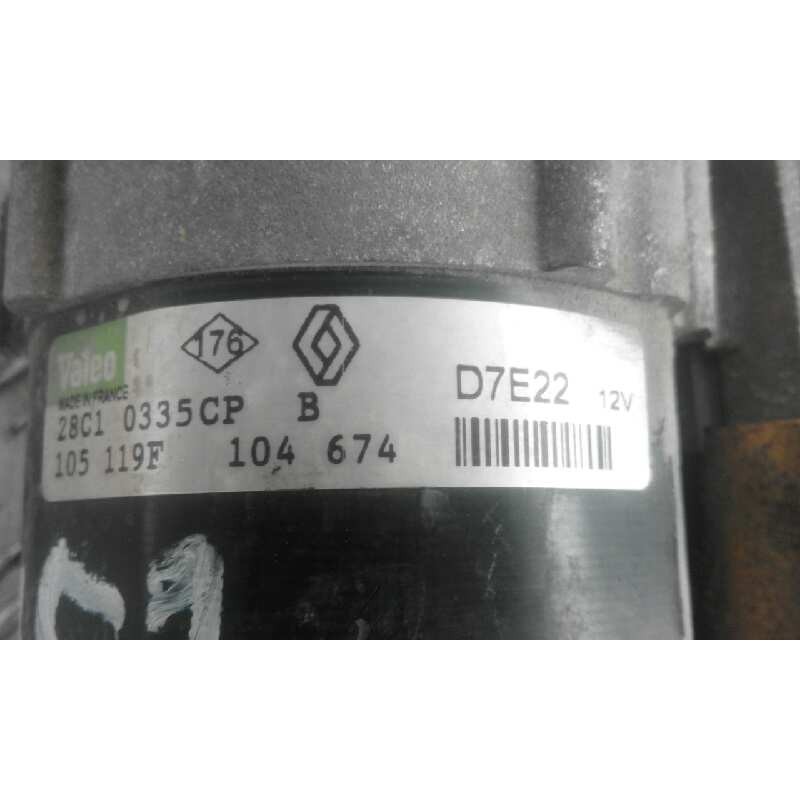 Valeo
176
MADE IN FRANCE
28C1 0335CP B
105 119F 104 674
D7E22 12V